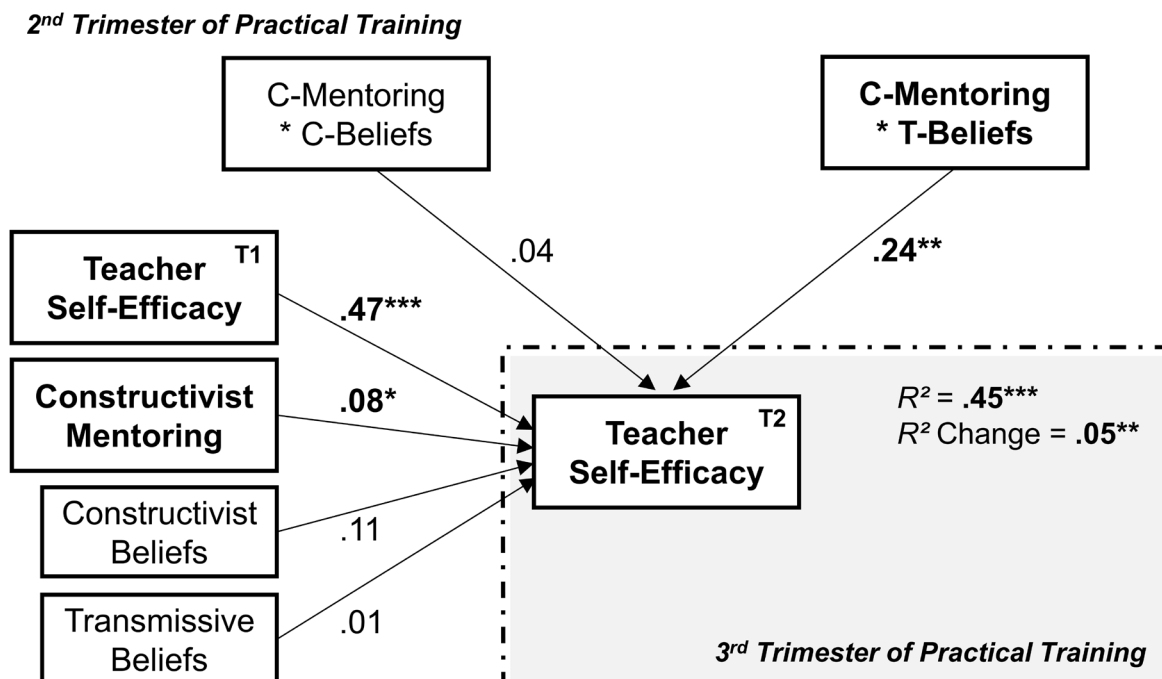 2nd Trimester of Practical Training
C-Mentoring
* C-Beliefs
C-Mentoring
* T-Beliefs
.04
.24**
T1
Teacher
Self-Efficacy
.47***
Constructivist
Mentoring
.08*
Constructivist
Beliefs
.11
Transmissive
Beliefs
.01
T2
Teacher
Self-Efficacy
R² = .45***
R² Change = .05**
3rd Trimester of Practical Training